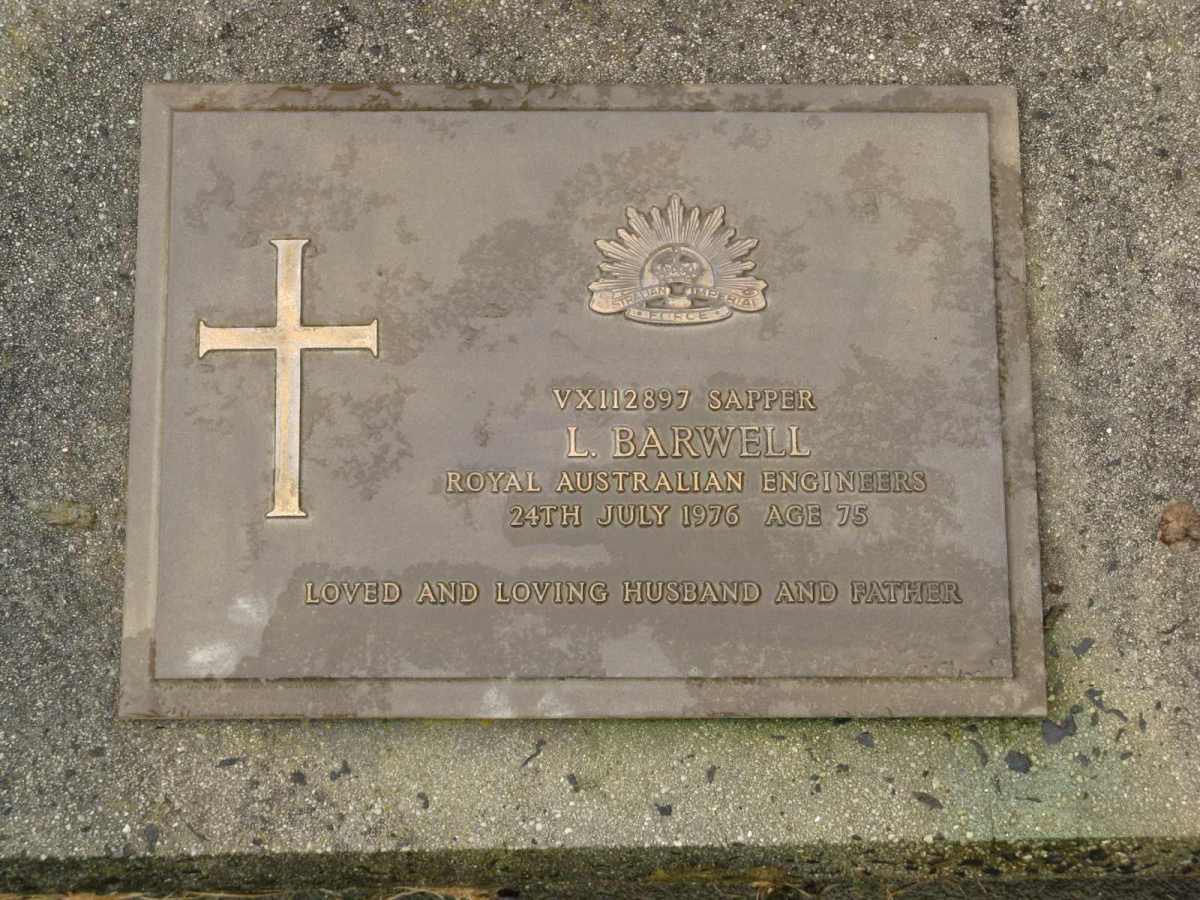 STRALIAN IMPERIAL
FORCE
VX112897 SAPPER
L. BARWELL
ROYAL AUSTRALIAN ENGINEERS
24TH JULY 1976 AGE 75
LOVED AND LOVING HUSBAND AND FATHER